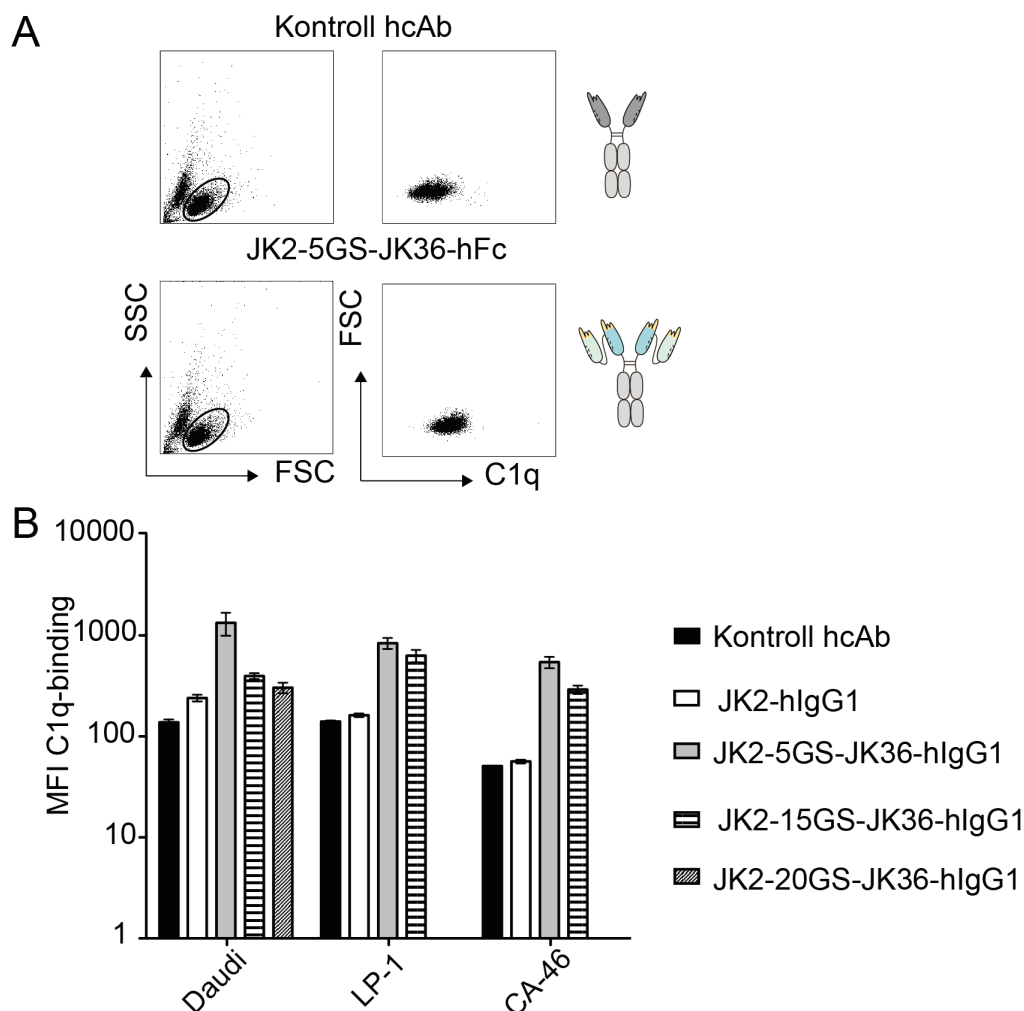 A
Kontroll hcAb
JK2-5GS-JK36-hFc
SSC
FSC
FSC
C1q
B
MFI C1q-binding
10000
1000
100
10
1
Daudi
LP-1
CA-46
Kontroll hcAb
JK2-hIgG1
JK2-5GS-JK36-hIgG1
JK2-15GS-JK36-hIgG1
JK2-20GS-JK36-hIgG1